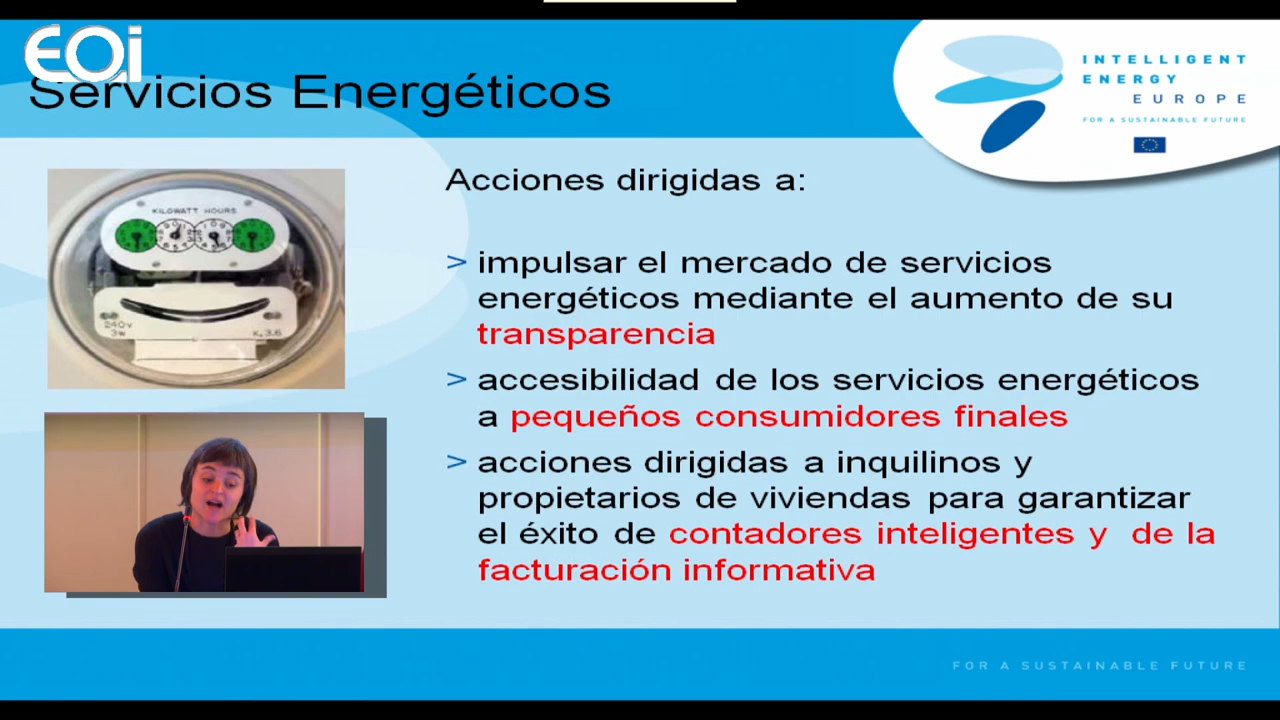 EOi
Servicios Energéticos
INTELLIGENT
ENERGY
EUROPE
FOR A SUSTAINABLE FUTURE
Acciones dirigidas a:
> impulsar el mercado de servicios
energéticos mediante el aumento de su
transparencia
> accesibilidad de los servicios energéticos
a pequeños consumidores finales
> acciones dirigidas a inquilinos y
propietarios de viviendas para garantizar
el éxito de contadores inteligentes y de la
facturación informativa
KILOWATT HOURS
240v
3w
Kh 3.6
FOR A SUSTAINABLE FUTURE